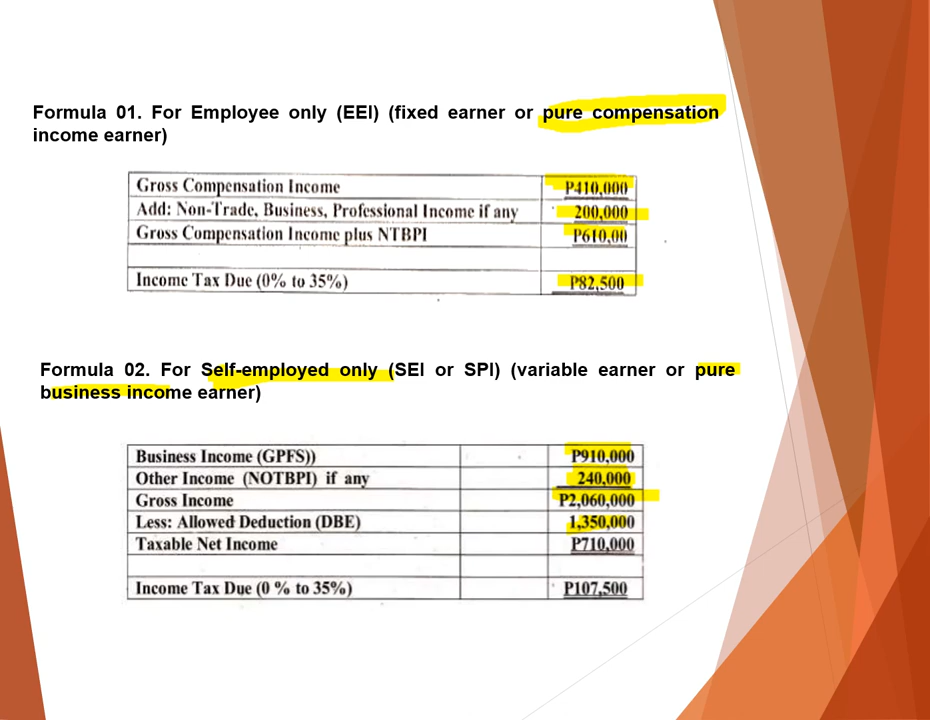 Formula 01. For Employee only (EEI) (fixed earner or pure compensation
income earner)
Gross Compensation Income P410,000
Add: Non-Trade, Business, Professional Income if any 200,000
Gross Compensation Income plus NTBPI P610,00
Income Tax Due (0% to 35%) P82,500
Formula 02. For Self-employed only (SEI or SPI) (variable earner or pure
business income earner)
Business Income (GPFS)) P910,000
Other Income (NOTBPI) if any 240,000
Gross Income P2,060,000
Less: Allowed Deduction (DBE) 1,350,000
Taxable Net Income P710,000
Income Tax Due (0 % to 35%) P107,500